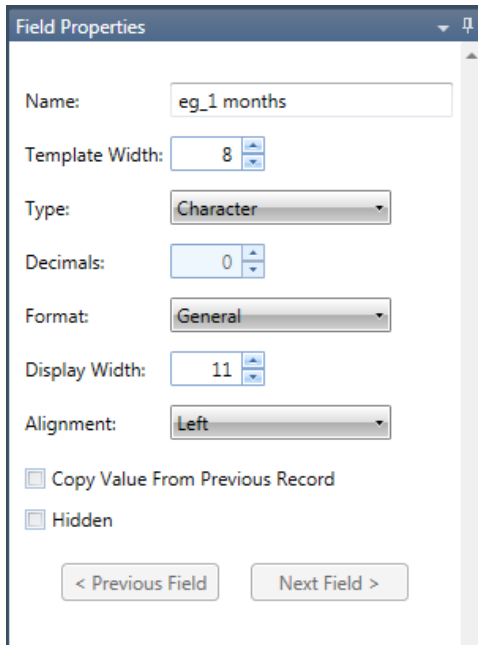 Field Properties
Name: eg_1 months
Template Width: 8
Type: Character
Decimals: 0
Format: General
Display Width: 11
Alignment: Left
Copy Value From Previous Record
Hidden
< Previous Field Next Field >